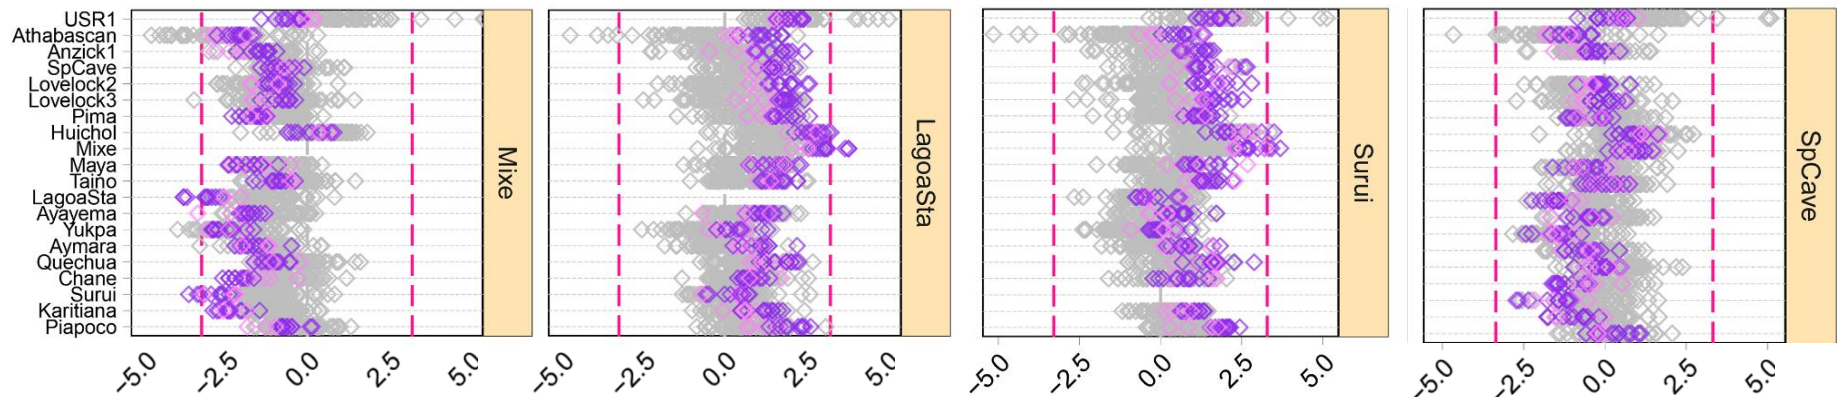 USR1
Athabascan
Anzick1
SpCave
Lovelock2
Lovelock3
Pima
Huichol
Mixe
Maya
Taino
LagoaSta
Ayayema
Yukpa
Aymara
Quechua
Chane
Surui
Karitiana
Piapoco
Mixe
LagoaSta
Surui
SpCave
−5.0 −2.5 0.0 2.5 5.0 −5.0 −2.5 0.0 2.5 5.0 −5.0 −2.5 0.0 2.5 5.0 −5.0 −2.5 0.0 2.5 5.0